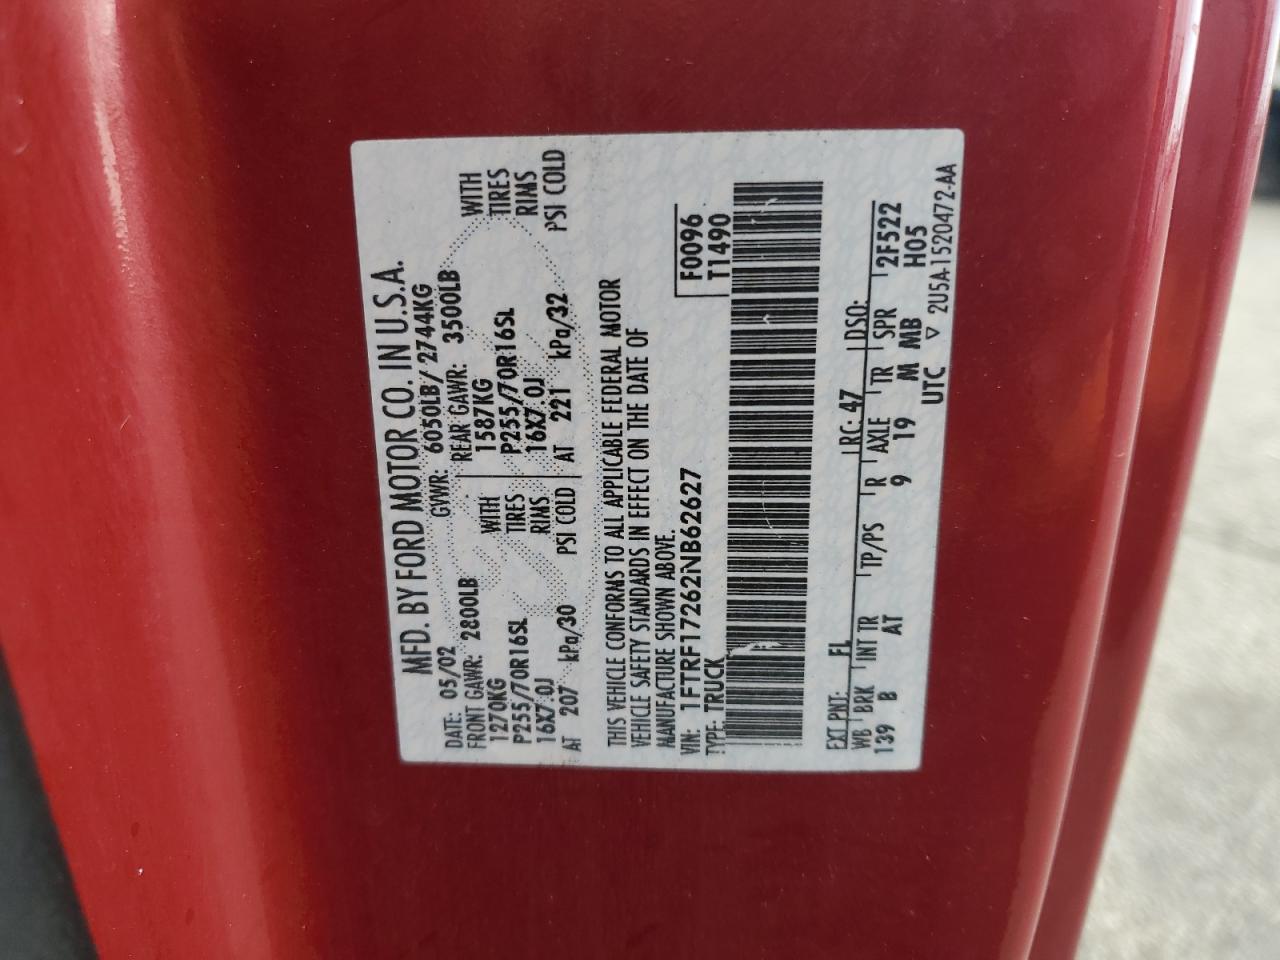 MFD. BY FORD MOTOR CO. IN U.S.A.
DATE: 05/02 GVWR: 6050LB/ 2744KG
FRONT GAWR: 2800LB REAR GAWR: 3500LB
1270KG WITH 1587KG WITH
P255/70R16SL TIRES P255/70R16SL TIRES
16X7.0J RIMS 16X7.0J RIMS
AT 207 kPa/30 PSI COLD AT 221 kPa/32 PSI COLD
THIS VEHICLE CONFORMS TO ALL APPLICABLE FEDERAL MOTOR
VEHICLE SAFETY STANDARDS IN EFFECT ON THE DATE OF
MANUFACTURE SHOWN ABOVE.
VIN: 1FTRF17262NB62627 F0096
TYPE: TRUCK T1490
EXT PNT: FL RC: 47 DSO:
WB BRK INT TR TP/PS R AXLE TR SPR 2F522
139 B AT 9 19 M MB H05
UTC ▽ 2U5A-1520472-AA